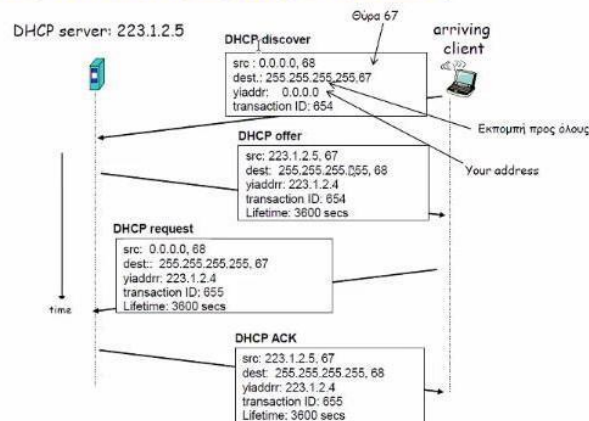 DHCP server: 223.1.2.5
DHCP discover
Θύρα 67
arriving
client
src : 0.0.0.0, 68
dest.: 255.255.255.255,67
yiaddr: 0.0.0.0
transaction ID: 654
Εκπομπή προς όλους
Your address
DHCP offer
src: 223.1.2.5, 67
dest: 255.255.255.255, 68
yiaddrr: 223.1.2.4
transaction ID: 654
Lifetime: 3600 secs
DHCP request
src: 0.0.0.0, 68
dest:: 255.255.255.255, 67
yiaddrr: 223.1.2.4
transaction ID: 655
Lifetime: 3600 secs
time
DHCP ACK
src: 223.1.2.5, 67
dest: 255.255.255.255, 68
yiaddrr: 223.1.2.4
transaction ID: 655
Lifetime: 3600 secs